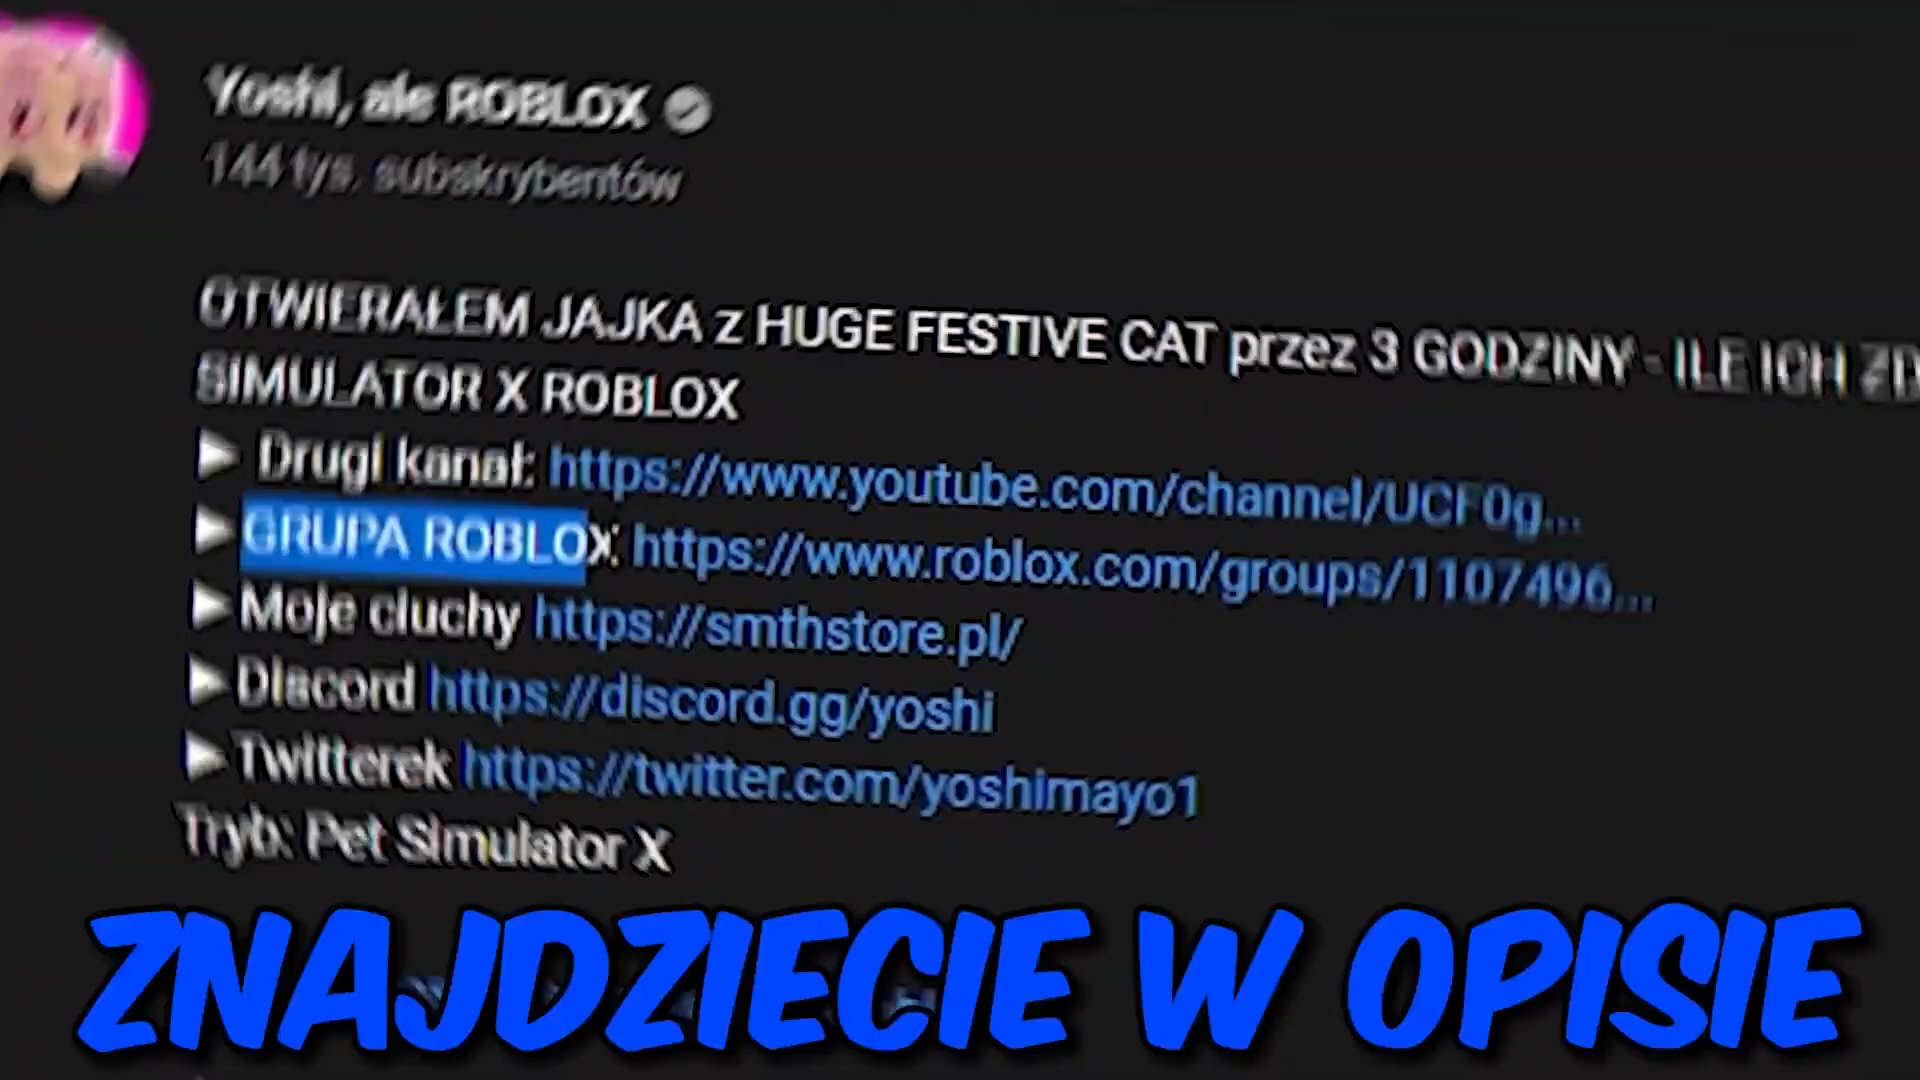 Yoshi, ale ROBLOX
144 tys. subskrybentów
OTWIERAŁEM JAJKA z HUGE FESTIVE CAT przez 3 GODZINY - ILE ICH ZD
SIMULATOR X ROBLOX
► Drugi kanał: https://www.youtube.com/channel/UCF0g...
►GRUPA ROBLOX: https://www.roblox.com/groups/1107496...
►Moje ciuchy https://smthstore.pl/
►Discord https://discord.gg/yoshi
►Twitterek https://twitter.com/yoshimayo1
Tryb: Pet Simulator X
ZNAJDZIECIE W OPISIE